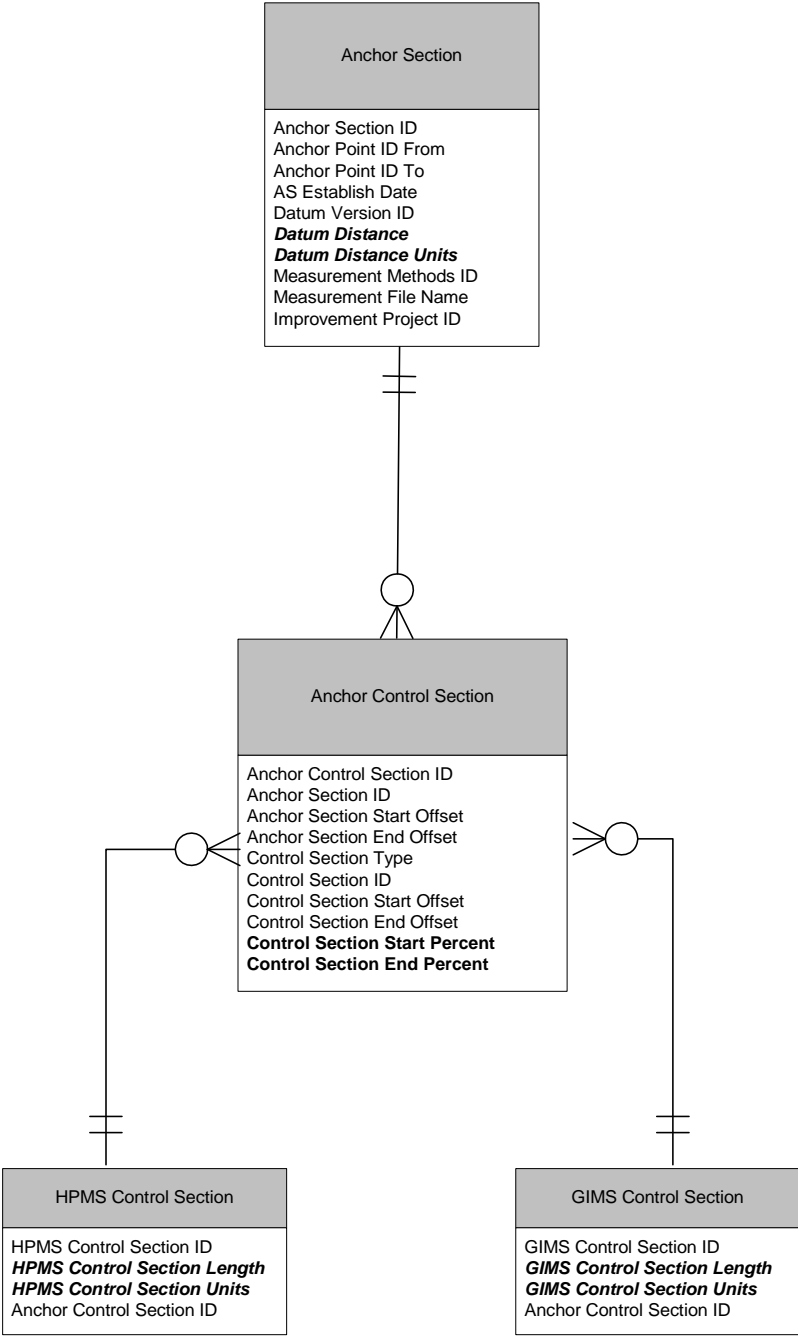 Anchor Section
Anchor Section ID
Anchor Point ID From
Anchor Point ID To
AS Establish Date
Datum Version ID
Datum Distance
Datum Distance Units
Measurement Methods ID
Measurement File Name
Improvement Project ID
Anchor Control Section
Anchor Control Section ID
Anchor Section ID
Anchor Section Start Offset
Anchor Section End Offset
Control Section Type
Control Section ID
Control Section Start Offset
Control Section End Offset
Control Section Start Percent
Control Section End Percent
HPMS Control Section
HPMS Control Section ID
HPMS Control Section Length
HPMS Control Section Units
Anchor Control Section ID
GIMS Control Section
GIMS Control Section ID
GIMS Control Section Length
GIMS Control Section Units
Anchor Control Section ID